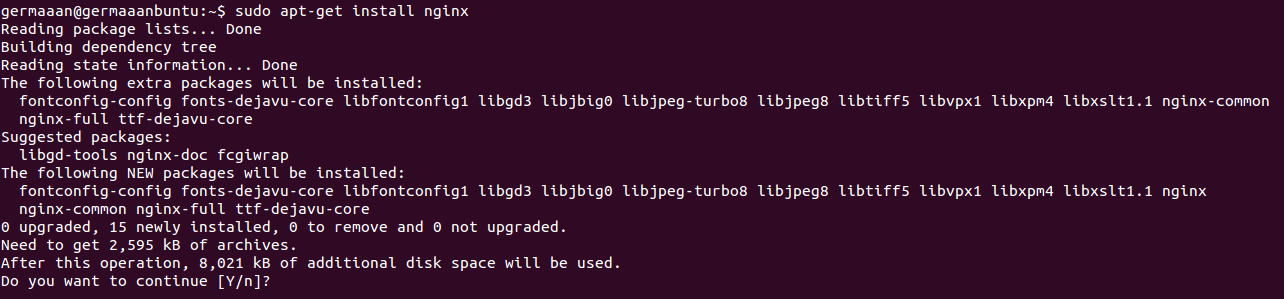 germaaan@germaaanbuntu:~$ sudo apt-get install nginx
Reading package lists... Done
Building dependency tree
Reading state information... Done
The following extra packages will be installed:
  fontconfig-config fonts-dejavu-core libfontconfig1 libgd3 libjbig0 libjpeg-turbo8 libjpeg8 libtiff5 libvpx1 libxpm4 libxslt1.1 nginx-common
  nginx-full ttf-dejavu-core
Suggested packages:
  libgd-tools nginx-doc fcgiwrap
The following NEW packages will be installed:
  fontconfig-config fonts-dejavu-core libfontconfig1 libgd3 libjbig0 libjpeg-turbo8 libjpeg8 libtiff5 libvpx1 libxpm4 libxslt1.1 nginx
  nginx-common nginx-full ttf-dejavu-core
0 upgraded, 15 newly installed, 0 to remove and 0 not upgraded.
Need to get 2,595 kB of archives.
After this operation, 8,021 kB of additional disk space will be used.
Do you want to continue [Y/n]?